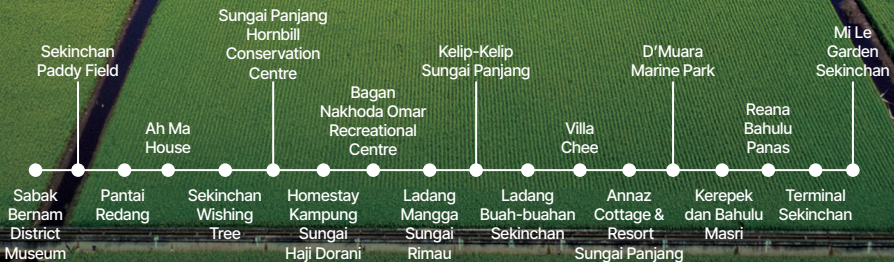 Sabak
Bernam
District
Museum
Sekinchan
Paddy Field
Pantai
Redang
Ah Ma
House
Sekinchan
Wishing
Tree
Sungai Panjang
Hornbill
Conservation
Centre
Homestay
Kampung
Sungai
Haji Dorani
Bagan
Nakhoda Omar
Recreational
Centre
Ladang
Mangga
Sungai
Rimau
Kelip-Kelip
Sungai Panjang
Ladang
Buah-buahan
Sekinchan
Villa
Chee
Annaz
Cottage &
Resort
Sungai Panjang
D’Muara
Marine Park
Kerepek
dan Bahulu
Masri
Reana
Bahulu
Panas
Terminal
Sekinchan
Mi Le
Garden
Sekinchan